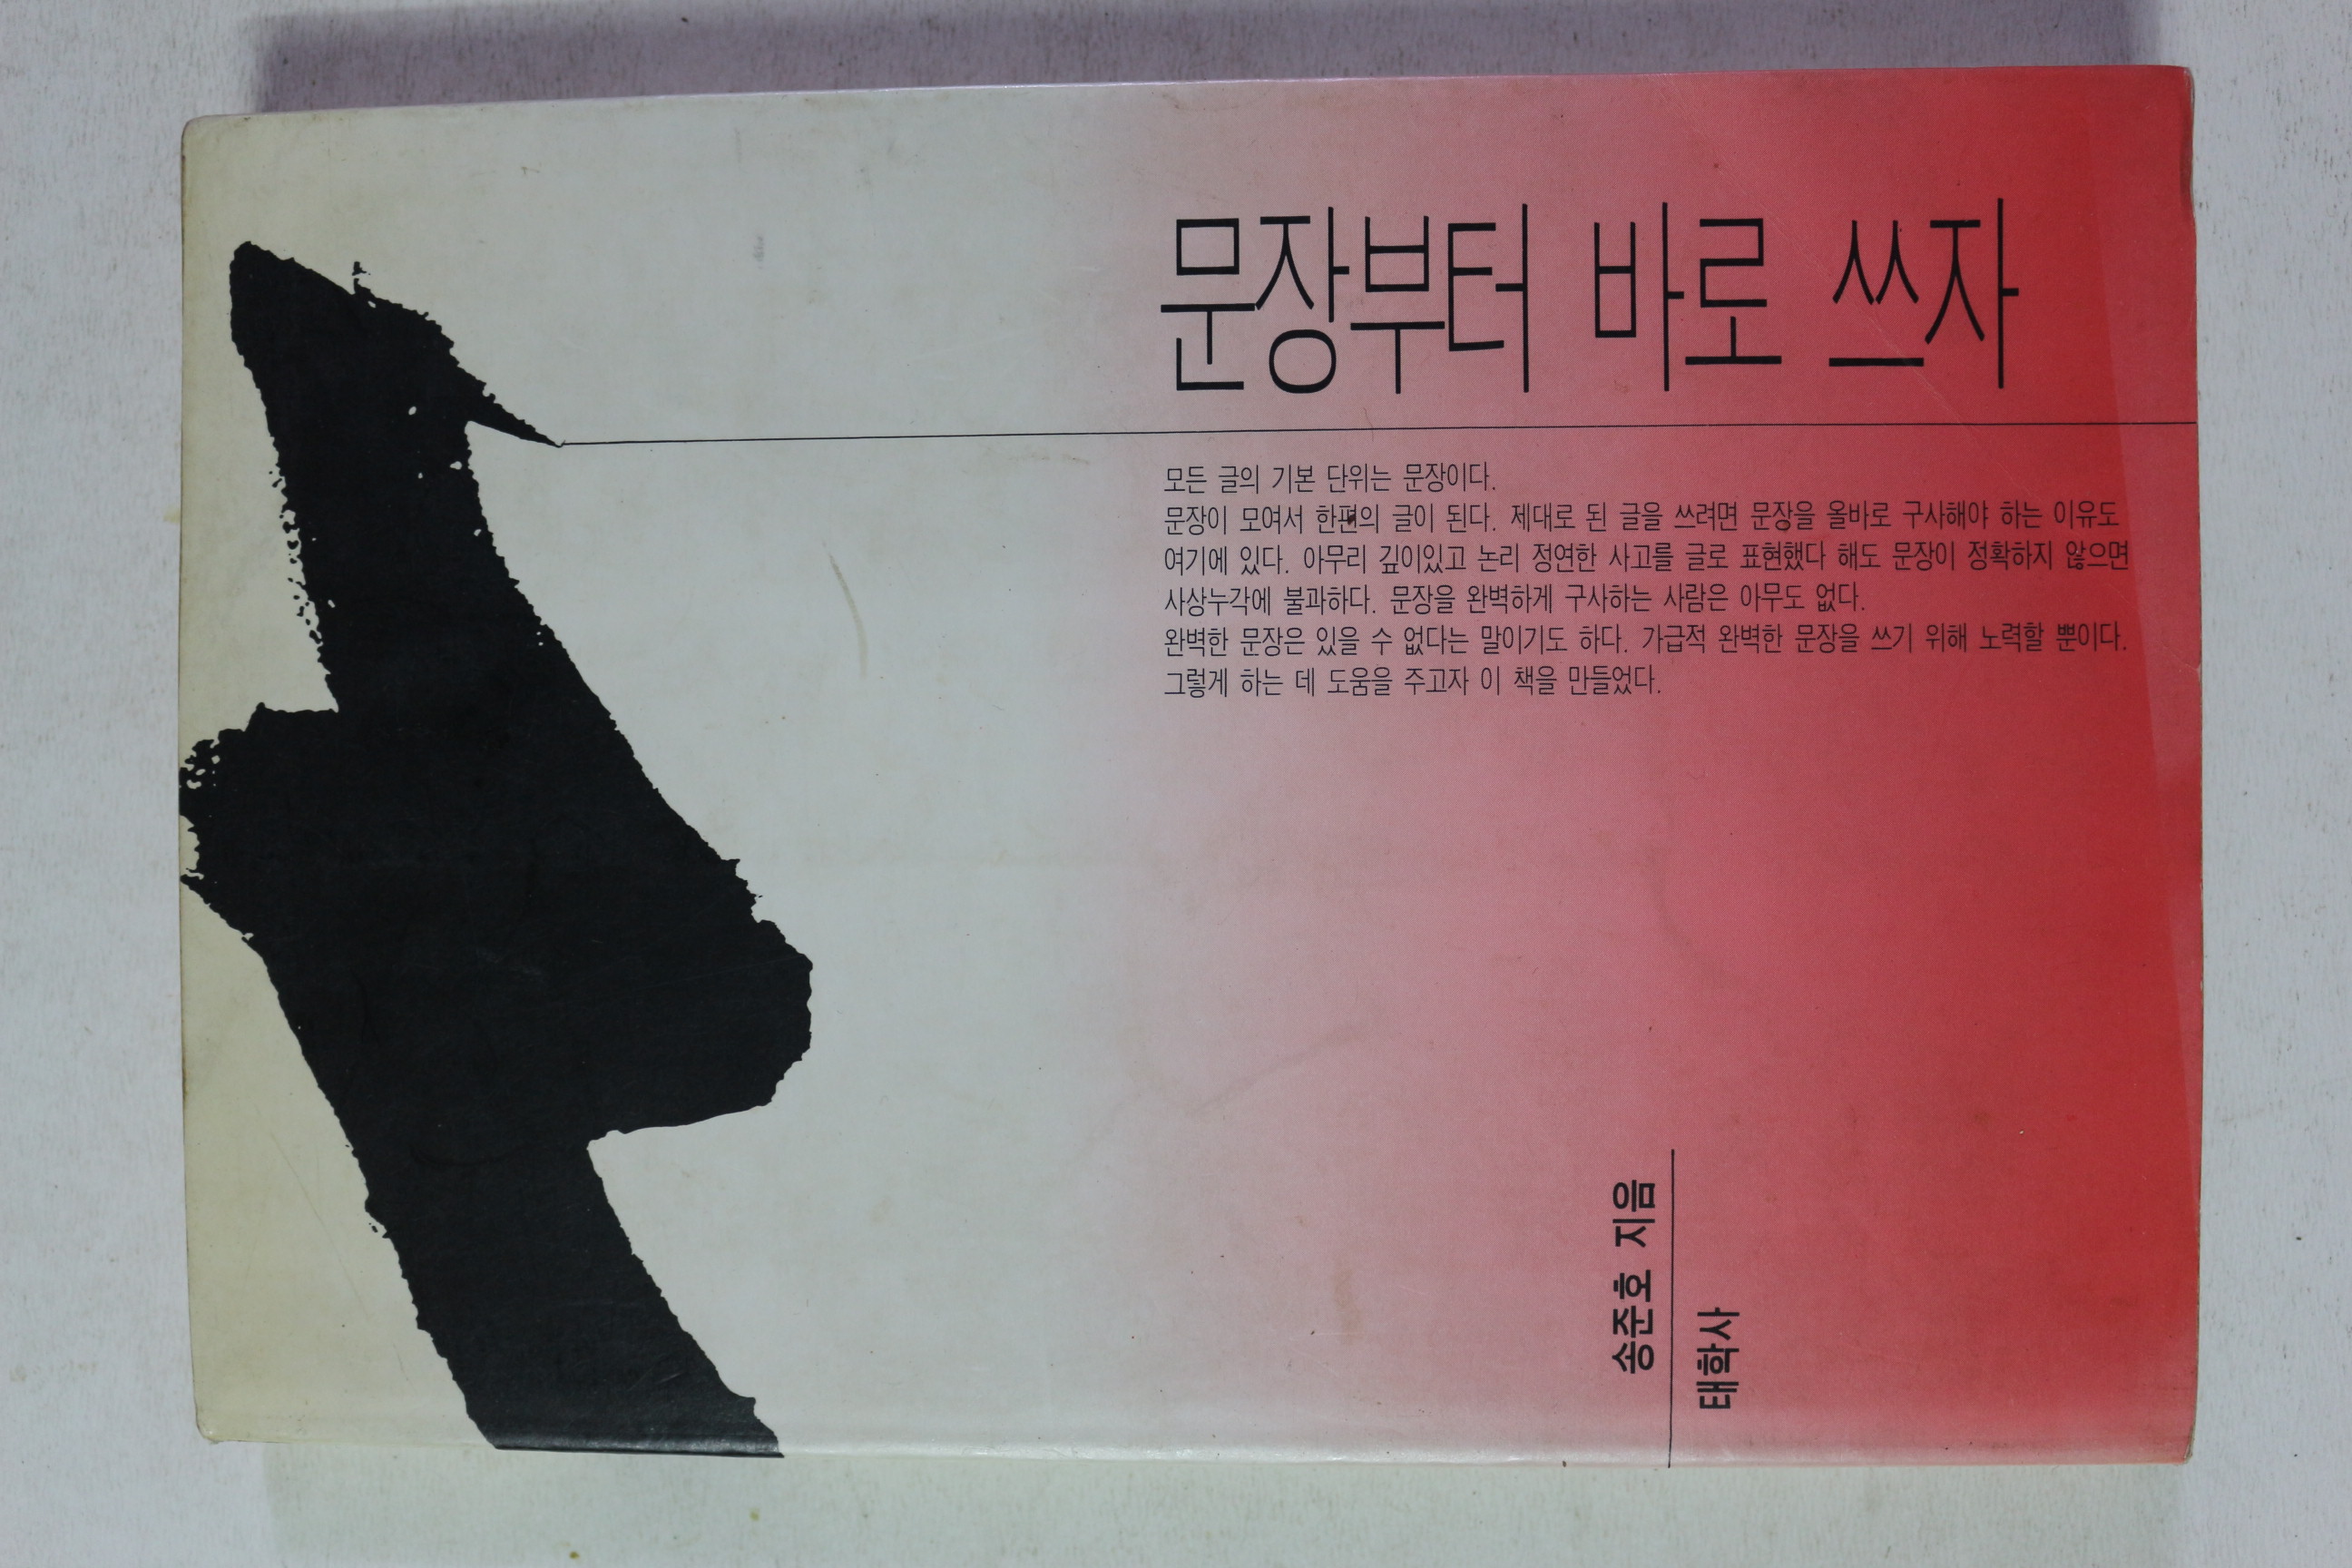 문장부터 바로 쓰자
모든 글의 기본 단위는 문장이다.
문장이 모여서 한편의 글이 된다. 제대로 된 글을 쓰려면 문장을 올바로 구사해야 하는 이유도
여기에 있다. 아무리 깊이있고 논리 정연한 사고를 글로 표현했다 해도 문장이 정확하지 않으면
사상누각에 불과하다. 문장을 완벽하게 구사하는 사람은 아무도 없다.
완벽한 문장은 있을 수 없다는 말이기도 하다. 가급적 완벽한 문장을 쓰기 위해 노력할 뿐이다.
그렇게 하는 데 도움을 주고자 이 책을 만들었다.
송준호 지음
태학사